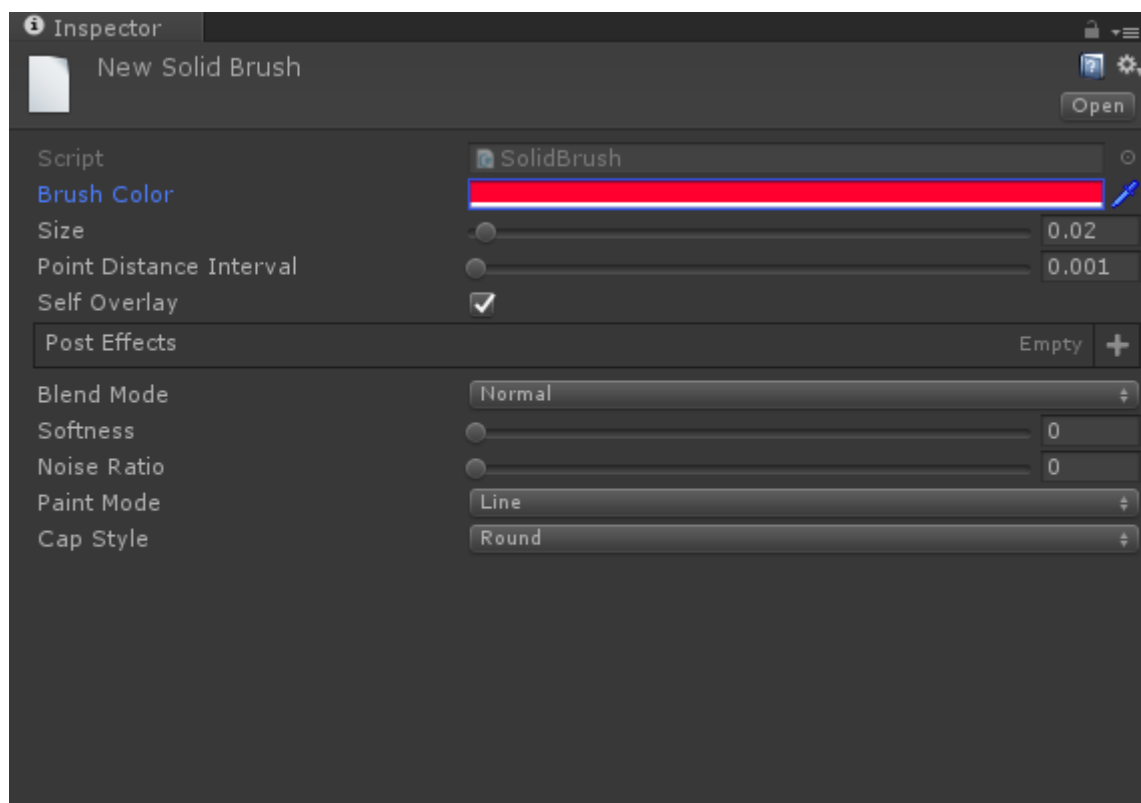 Inspector
New Solid Brush
Open
Script SolidBrush
Brush Color
Size 0.02
Point Distance Interval 0.001
Self Overlay
Post Effects Empty
Blend Mode Normal
Softness 0
Noise Ratio 0
Paint Mode Line
Cap Style Round